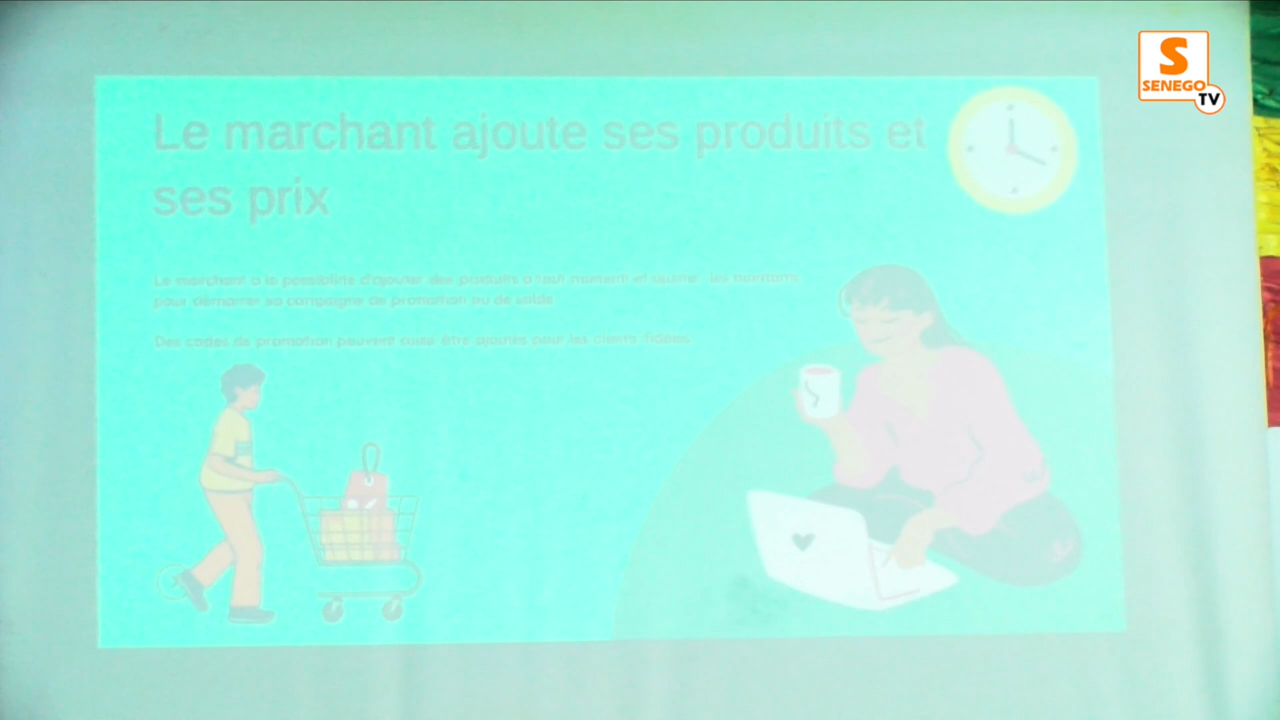 Le marchant ajoute ses produits et
ses prix
Le marchant a la possibilité d'ajouter des produits a tout moment et les
pour démarrer sa campagne de promotion ou de solde
Des codes de promotion peuvent aussi être ajoutés pour les clients fidèles
S
SENEGO
TV